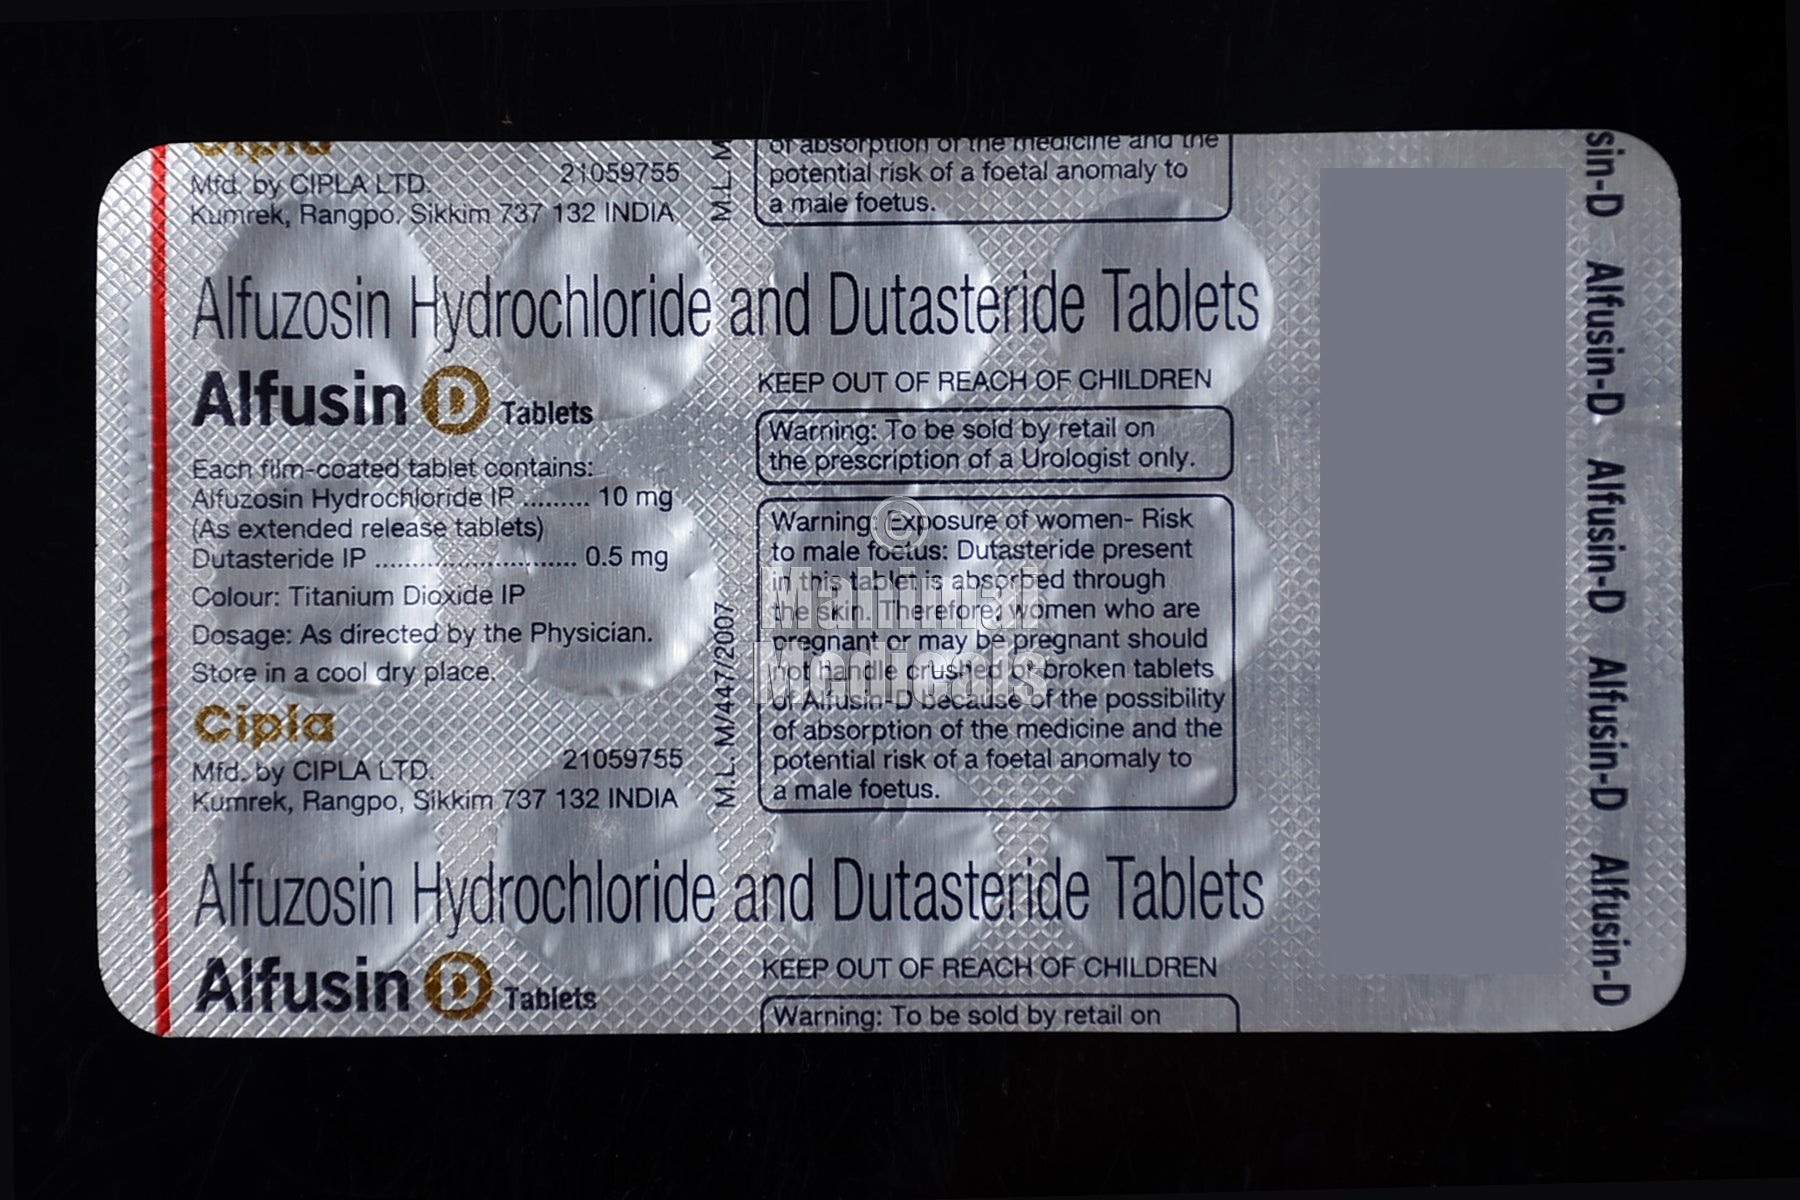 Cipla
Mfd. by CIPLA LTD.
21059755
Kumrek, Rangpo, Sikkim 737 132 INDIA
M.L. M
of absorption of the medicine and the
potential risk of a foetal anomaly to
a male foetus.
Alfuzosin Hydrochloride and Dutasteride Tablets
Alfusin D Tablets
Each film-coated tablet contains:
Alfuzosin Hydrochloride IP ......... 10 mg
(As extended release tablets)
Dutasteride IP ........................... 0.5 mg
Colour: Titanium Dioxide IP
Dosage: As directed by the Physician.
Store in a cool dry place.
Cipla
Mfd. by CIPLA LTD.
21059755
Kumrek, Rangpo, Sikkim 737 132 INDIA
M.L. M/447/2007
KEEP OUT OF REACH OF CHILDREN
Warning: To be sold by retail on
the prescription of a Urologist only.
Warning: Exposure of women- Risk
to male foetus: Dutasteride present
in this tablet is absorbed through
the skin. Therefore, women who are
pregnant or may be pregnant should
not handle crushed or broken tablets
of Alfusin-D because of the possibility
of absorption of the medicine and the
potential risk of a foetal anomaly to
a male foetus.
©
Malinnai
Medicals
Alfuzosin Hydrochloride and Dutasteride Tablets
Alfusin D Tablets
KEEP OUT OF REACH OF CHILDREN
Warning: To be sold by retail on
sin-D Alfusin-D Alfusin-D Alfusin-D Alfusin-D